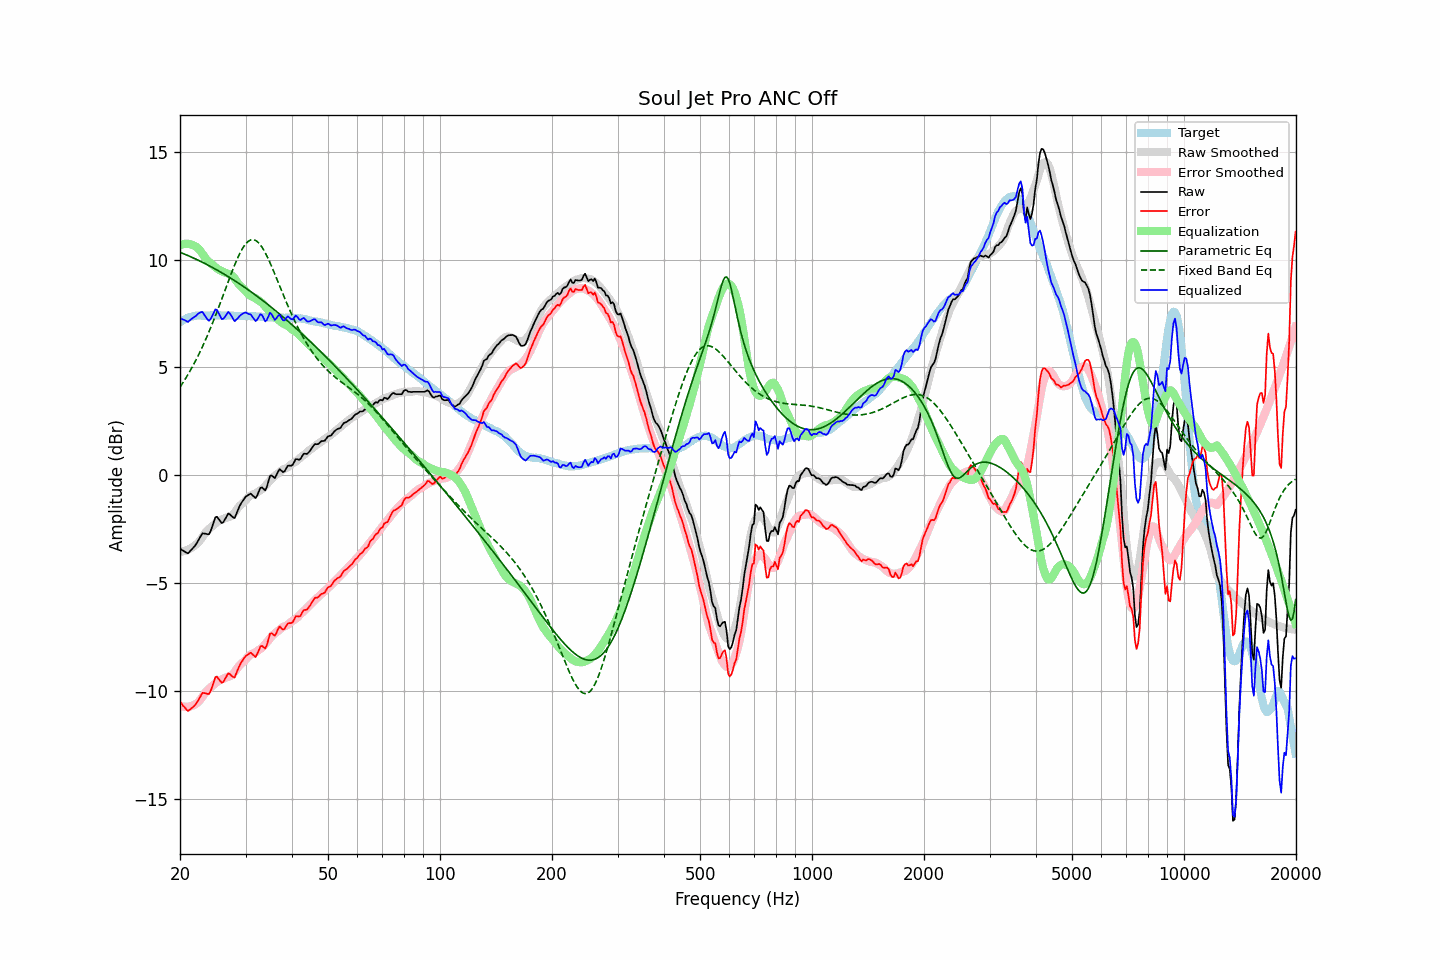 Soul Jet Pro ANC Off
Target
Raw Smoothed
Error Smoothed
Raw
Error
Equalization
Parametric Eq
Fixed Band Eq
Equalized
15
10
5
0
−5
−10
−15
Amplitude (dBr)
20
50
100
200
500
1000
2000
5000
10000
20000
Frequency (Hz)